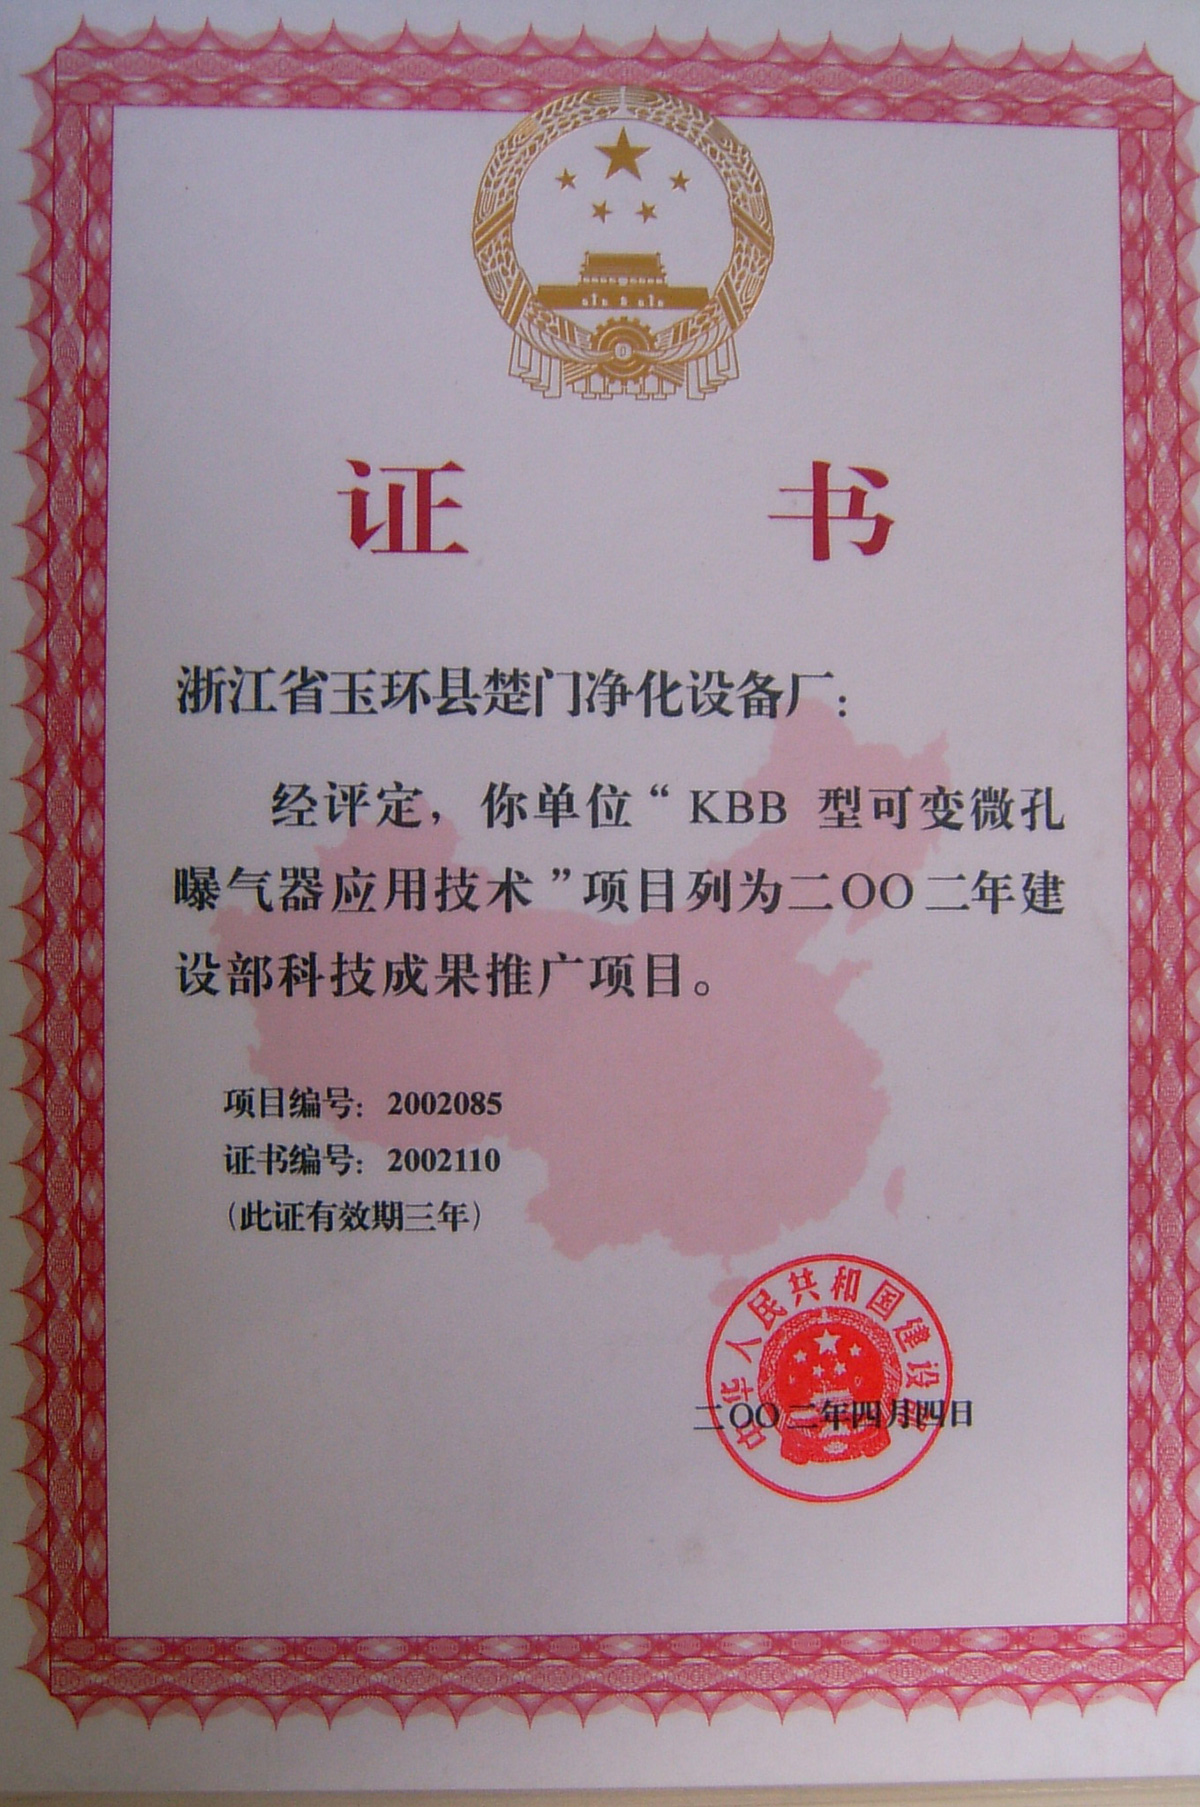 证 书
浙江省玉环县楚门净化设备厂：
经评定，你单位“KBB 型可变微孔
曝气器应用技术”项目列为二〇〇二年建
设部科技成果推广项目。
项目编号：2002085
证书编号：2002110
（此证有效期三年）
中华人民共和国建设部
二〇〇二年四月四日